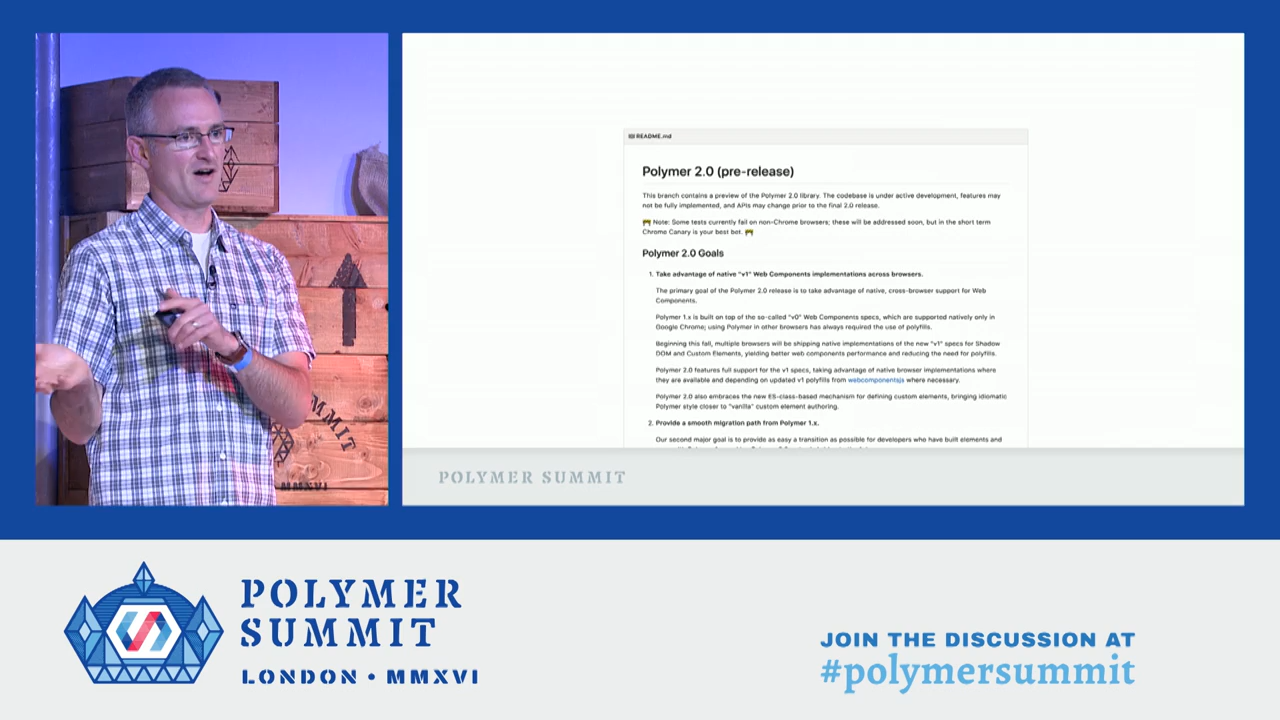 README.md
Polymer 2.0 (pre-release)
This branch contains a preview of the Polymer 2.0 library. The codebase is under active development, features may
not be fully implemented, and APIs may change prior to the final 2.0 release.
Note: Some tests currently fail on non-Chrome browsers; these will be addressed soon, but in the short term
Chrome Canary is your best bet.
Polymer 2.0 Goals
1. Take advantage of native "v1" Web Components implementations across browsers.
The primary goal of the Polymer 2.0 release is to take advantage of native, cross-browser support for Web
Components.
Polymer 1.x is built on top of the so-called "v0" Web Components specs, which are supported natively only in
Google Chrome; using Polymer in other browsers has always required the use of polyfills.
Beginning this fall, multiple browsers will be shipping native implementations of the new "v1" specs for Shadow
DOM and Custom Elements, yielding better web components performance and reducing the need for polyfills.
Polymer 2.0 features full support for the v1 specs, taking advantage of native browser implementations where
they are available and depending on updated v1 polyfills from webcomponentsjs where necessary.
Polymer 2.0 also embraces the new ES-class-based mechanism for defining custom elements, bringing idiomatic
Polymer style closer to "vanilla" custom element authoring.
2. Provide a smooth migration path from Polymer 1.x.
Our second major goal is to provide as easy a transition as possible for developers who have built elements and
POLYMER SUMMIT
MMIT
MMXVI
POLYMER
SUMMIT
LONDON • MMXVI
JOIN THE DISCUSSION AT
#polymersummit